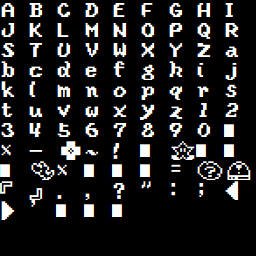 A B C D E F G H I
J K L M N O P Q R
S T U V W X Y Z a
b c d e f g h i j
k l m n o p q r s
t u v w x y z 1 2
3 4 5 6 7 8 9 0 ■
× – ✚ ~ ! ■ ★ ■ ■
■ × ■ ■ ■ = ?
『 』 . , ? " : ; ◀
▶ ■ ■ ■